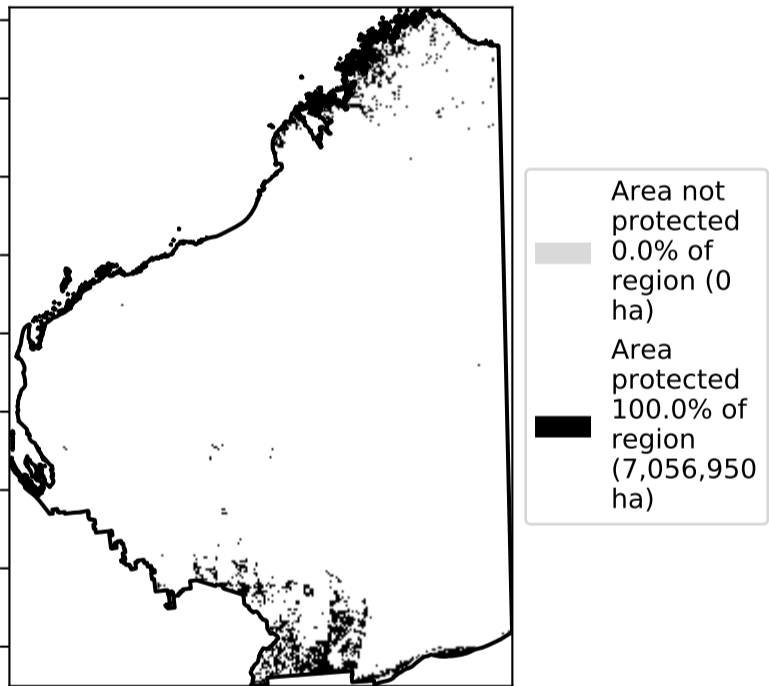 Area not
protected
0.0% of
region (0
ha)
Area
protected
100.0% of
region
(7,056,950
ha)